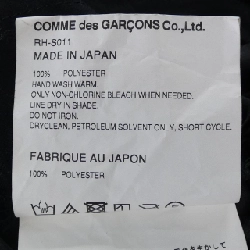 COMME des GARÇONS Co.,Ltd.
RH-S011
MADE IN JAPAN
100% POLYESTER
HAND WASH WARM
ONLY NON-CHLORINE BLEACH WHEN NEEDED.
LINE DRY IN SHADE.
DO NOT IRON.
DRYCLEAN, PETROLEUM SOLVENT ONLY, SHORT CYCLE.
FABRIQUE AU JAPON
100% POLYESTER